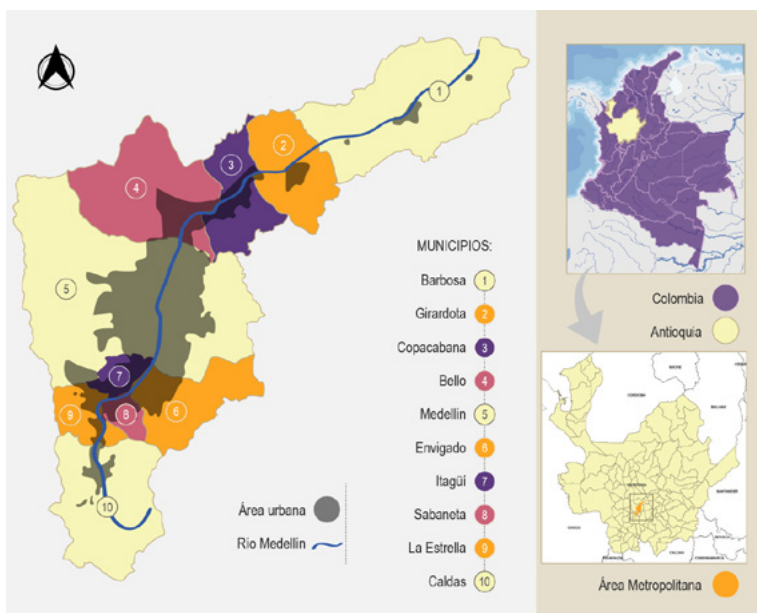 1
2
3
4
5
7
6
8
9
10
MUNICIPIOS:
Barbosa 1
Girardota 2
Copacabana 3
Bello 4
Medellín 5
Envigado 6
Itagüí 7
Sabaneta 8
La Estrella 9
Caldas 10
Área urbana
Río Medellín
Colombia
Antioquia
CORDOBA
SANTANDER
Área Metropolitana